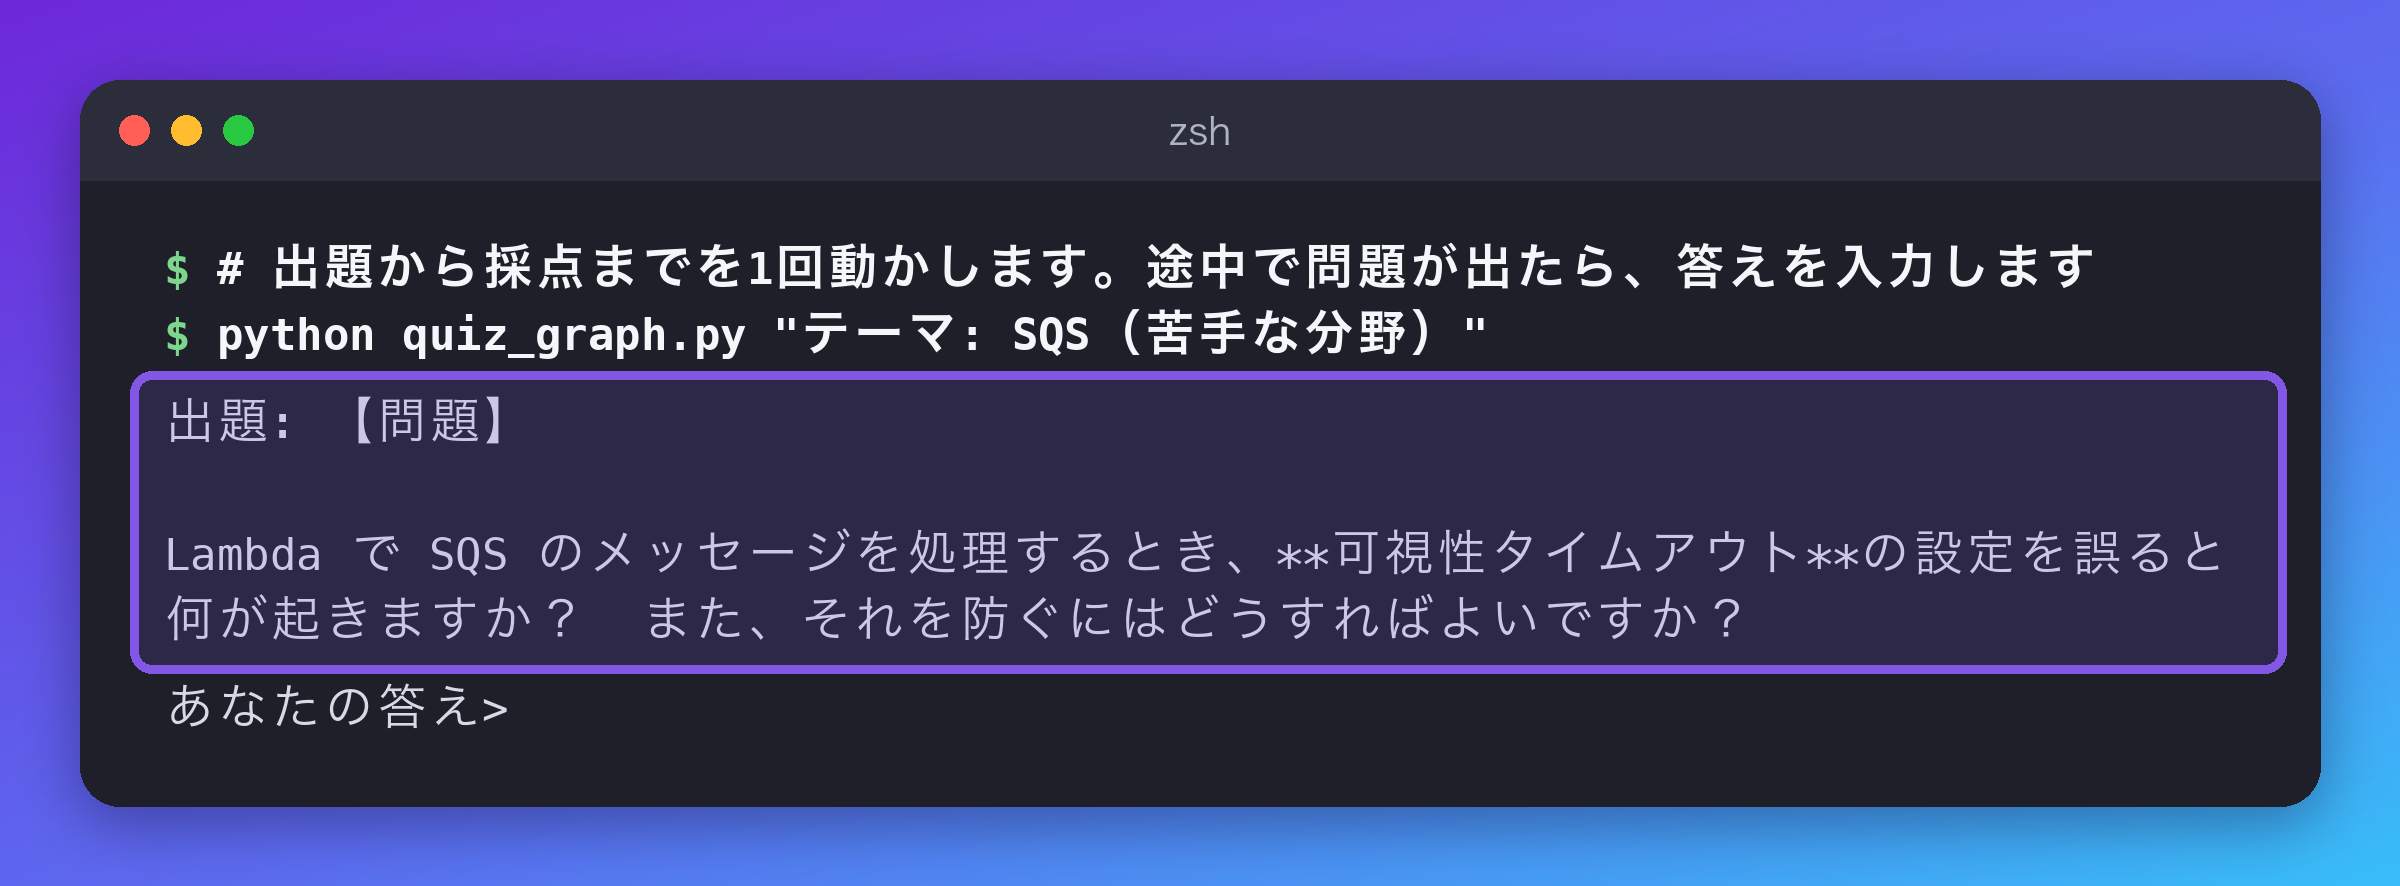 zsh
$ # 出題から採点までを1回動かします。途中で問題が出たら、答えを入力します
$ python quiz_graph.py "テーマ: SQS（苦手な分野）"
出題: 【問題】
Lambda で SQS のメッセージを処理するとき、**可視性タイムアウト**の設定を誤ると
何が起きますか？　また、それを防ぐにはどうすればよいですか？
あなたの答え>